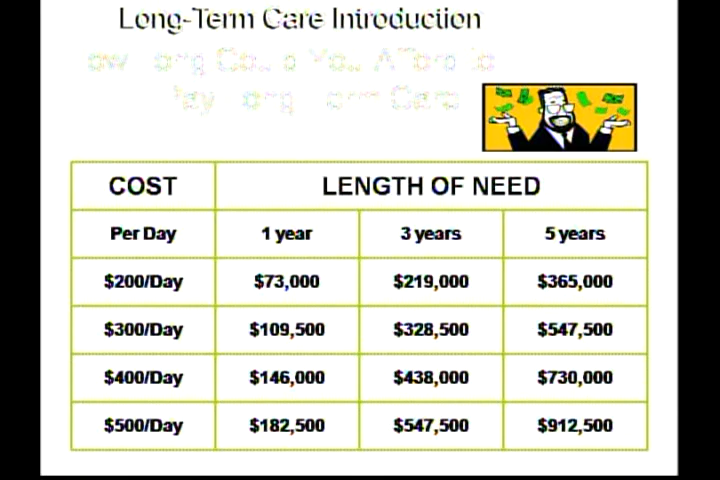 Long-Term Care Introduction
COST LENGTH OF NEED
Per Day 1 year 3 years 5 years
$200/Day $73,000 $219,000 $365,000
$300/Day $109,500 $328,500 $547,500
$400/Day $146,000 $438,000 $730,000
$500/Day $182,500 $547,500 $912,500